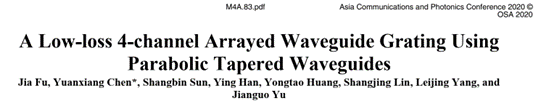 M4A.83.pdf
Asia Communications and Photonics Conference 2020 ©
OSA 2020
A Low-loss 4-channel Arrayed Waveguide Grating Using
Parabolic Tapered Waveguides
Jia Fu, Yuanxiang Chen*, Shangbin Sun, Ying Han, Yongtao Huang, Shangjing Lin, Leijing Yang, and
Jianguo Yu